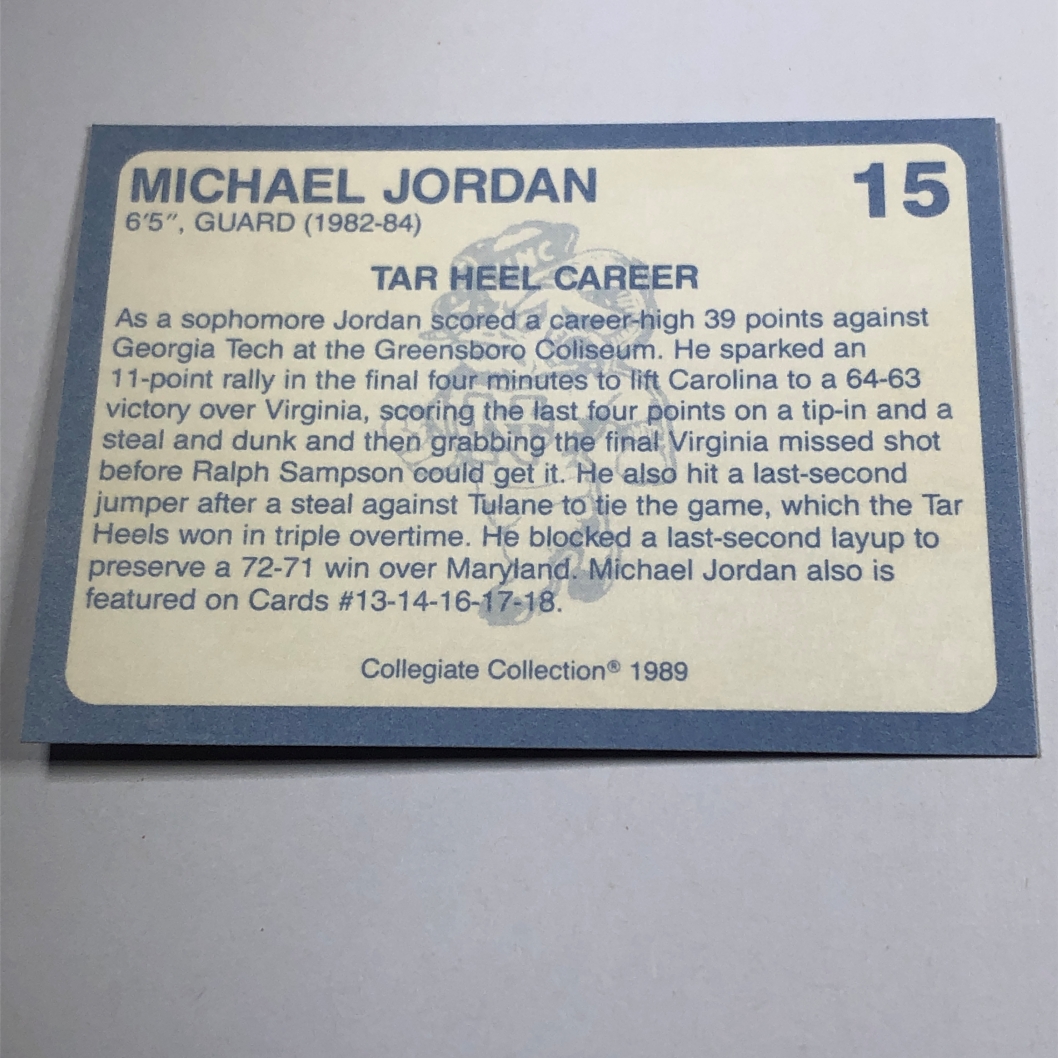 MICHAEL JORDAN
15
6'5", GUARD (1982-84)
UNC
TAR HEEL CAREER
As a sophomore Jordan scored a career-high 39 points against
Georgia Tech at the Greensboro Coliseum. He sparked an
11-point rally in the final four minutes to lift Carolina to a 64-63
victory over Virginia, scoring the last four points on a tip-in and a
steal and dunk and then grabbing the final Virginia missed shot
before Ralph Sampson could get it. He also hit a last-second
jumper after a steal against Tulane to tie the game, which the Tar
Heels won in triple overtime. He blocked a last-second layup to
preserve a 72-71 win over Maryland. Michael Jordan also is
featured on Cards #13-14-16-17-18.
Collegiate Collection® 1989